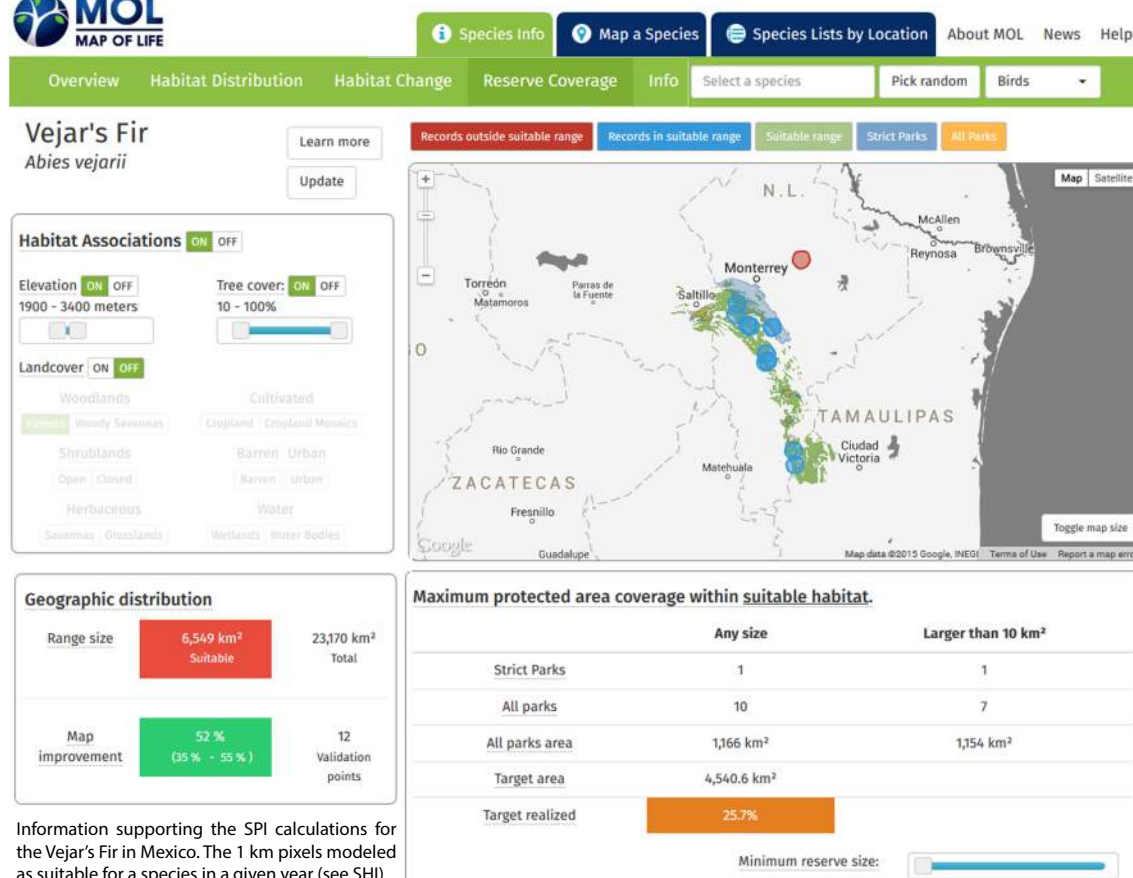 MOL
MAP OF LIFE
Species Info
Map a Species
Species Lists by Location
About MOL
News
Help
Overview
Habitat Distribution
Habitat Change
Reserve Coverage
Info
Select a species
Pick random
Birds
Vejar's Fir
Abies vejarii
Learn more
Update
Habitat Associations ON OFF
Elevation ON OFF
1900 - 3400 meters
Tree cover: ON OFF
10 - 100%
Landcover ON OFF
Woodlands
Cultivated
Forests Woody Savannas
Cropland Cropland Mosaics
Shrublands
Barren Urban
Open Closed
Barren Urban
Herbaceous
Water
Savannas Grasslands
Wetlands Water Bodies
Records outside suitable range
Records in suitable range
Suitable range
Strict Parks
All Parks
Map Satellite
N.L.
McAllen
Reynosa
Brownsville
Monterrey
Torreón
Matamoros
Parras de
la Fuente
Saltillo
O
TAMAULIPAS
Ciudad
Victoria
Rio Grande
Matehuala
ZACATECAS
Fresnillo
Guadalupe
Toggle map size
Google
Map data ©2015 Google, INEGI
Terms of Use
Report a map erro
Geographic distribution
Range size
6,549 km²
Suitable
23,170 km²
Total
Map
improvement
52 %
(35 % - 55 %)
12
Validation
points
Maximum protected area coverage within suitable habitat.
Any size
Larger than 10 km²
Strict Parks 1 1
All parks 10 7
All parks area 1,166 km² 1,154 km²
Target area 4,540.6 km²
Target realized 25.7%
Minimum reserve size:
Information supporting the SPI calculations for
the Vejar's Fir in Mexico. The 1 km pixels modeled
as suitable for a species in a given year (see SHI)